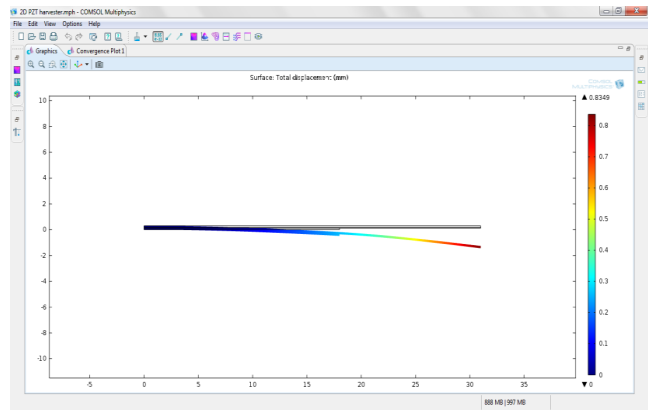 2D PZT harvester.mph - COMSOL Multiphysics
File Edit View Options Help
Graphics Convergence Plot 1
Surface: Total displacement (mm)
COMSOL
MULTIPHYSICS
▲ 0.8349
10
8
6
4
2
0
-2
-4
-6
-8
-10
0.8
0.7
0.6
0.5
0.4
0.3
0.2
0.1
0
-5 0 5 10 15 20 25 30 35
▼ 0
888 MB | 997 MB